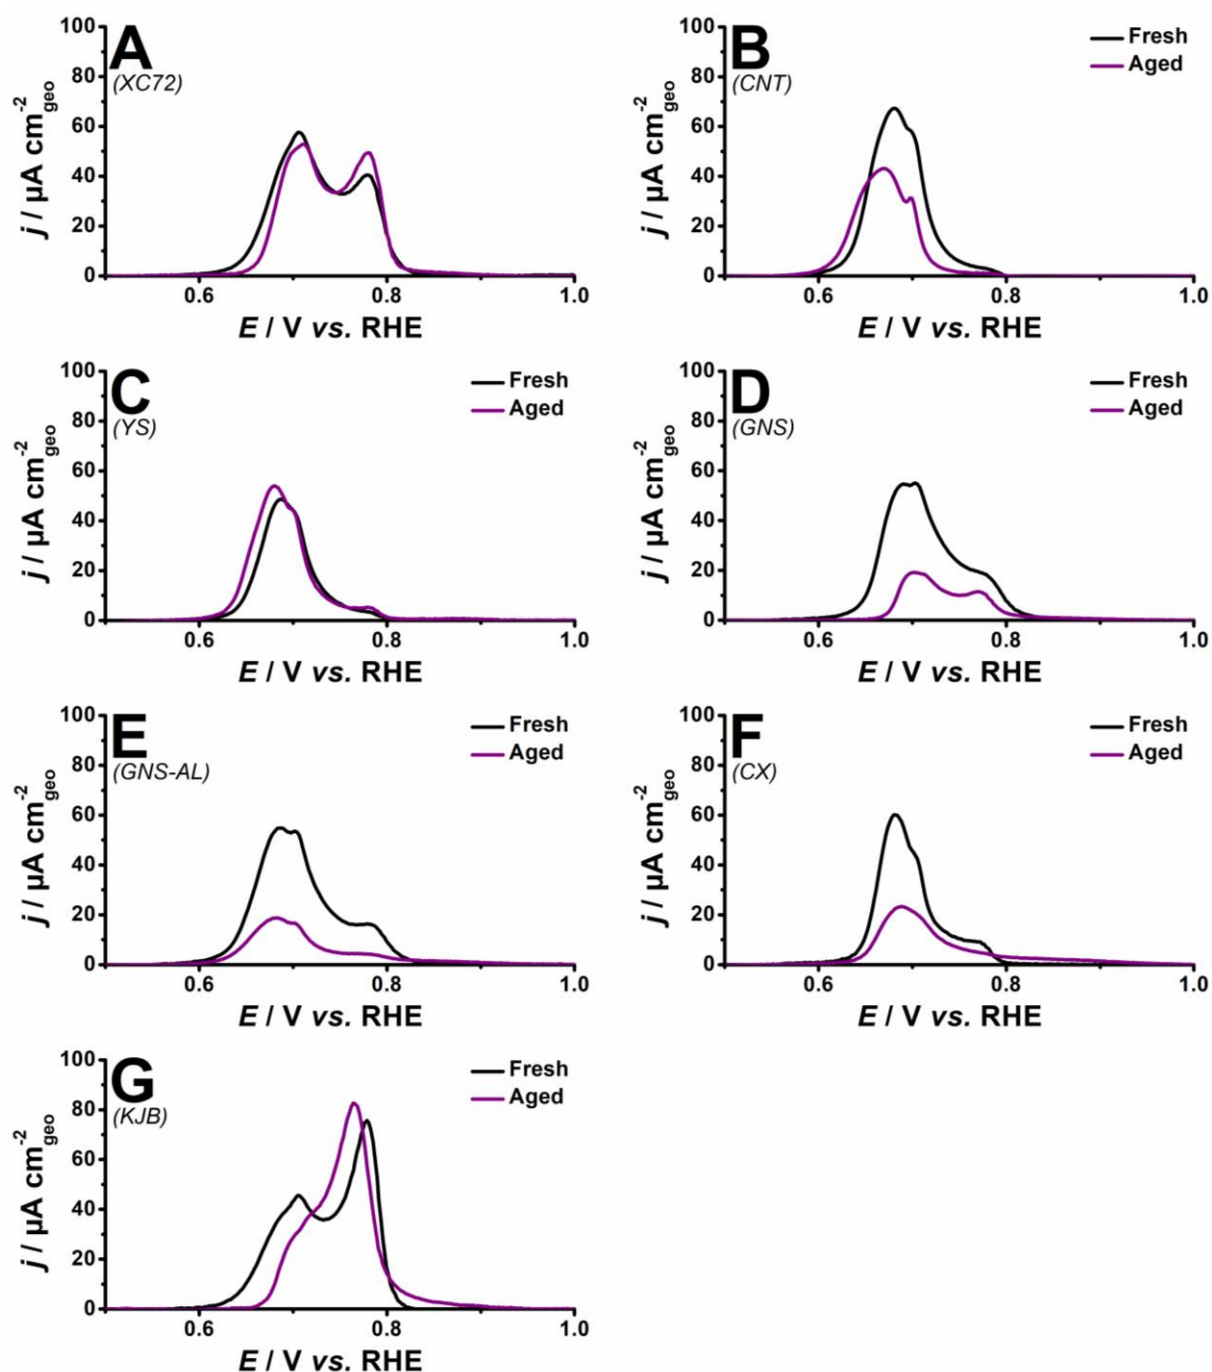 A
(XC72)
100
80
60
40
20
0
0.6
0.8
1.0
j / µA cm-2geo
E / V vs. RHE
B
(CNT)
Fresh
Aged
100
80
60
40
20
0
0.6
0.8
1.0
j / µA cm-2geo
E / V vs. RHE
C
(YS)
Fresh
Aged
100
80
60
40
20
0
0.6
0.8
1.0
j / µA cm-2geo
E / V vs. RHE
D
(GNS)
Fresh
Aged
100
80
60
40
20
0
0.6
0.8
1.0
j / µA cm-2geo
E / V vs. RHE
E
(GNS-AL)
Fresh
Aged
100
80
60
40
20
0
0.6
0.8
1.0
j / µA cm-2geo
E / V vs. RHE
F
(CX)
Fresh
Aged
100
80
60
40
20
0
0.6
0.8
1.0
j / µA cm-2geo
E / V vs. RHE
G
(KJB)
Fresh
Aged
100
80
60
40
20
0
0.6
0.8
1.0
j / µA cm-2geo
E / V vs. RHE